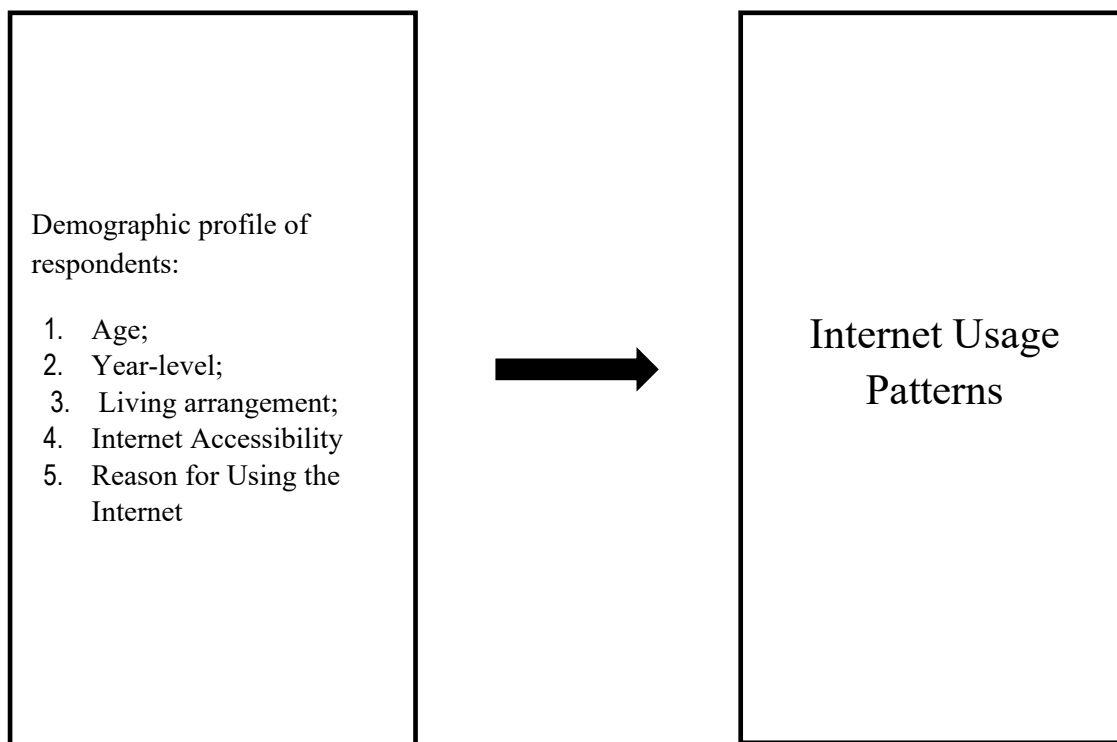 Demographic profile of
respondents:
1. Age;
2. Year-level;
3. Living arrangement;
4. Internet Accessibility
5. Reason for Using the
Internet
Internet Usage
Patterns